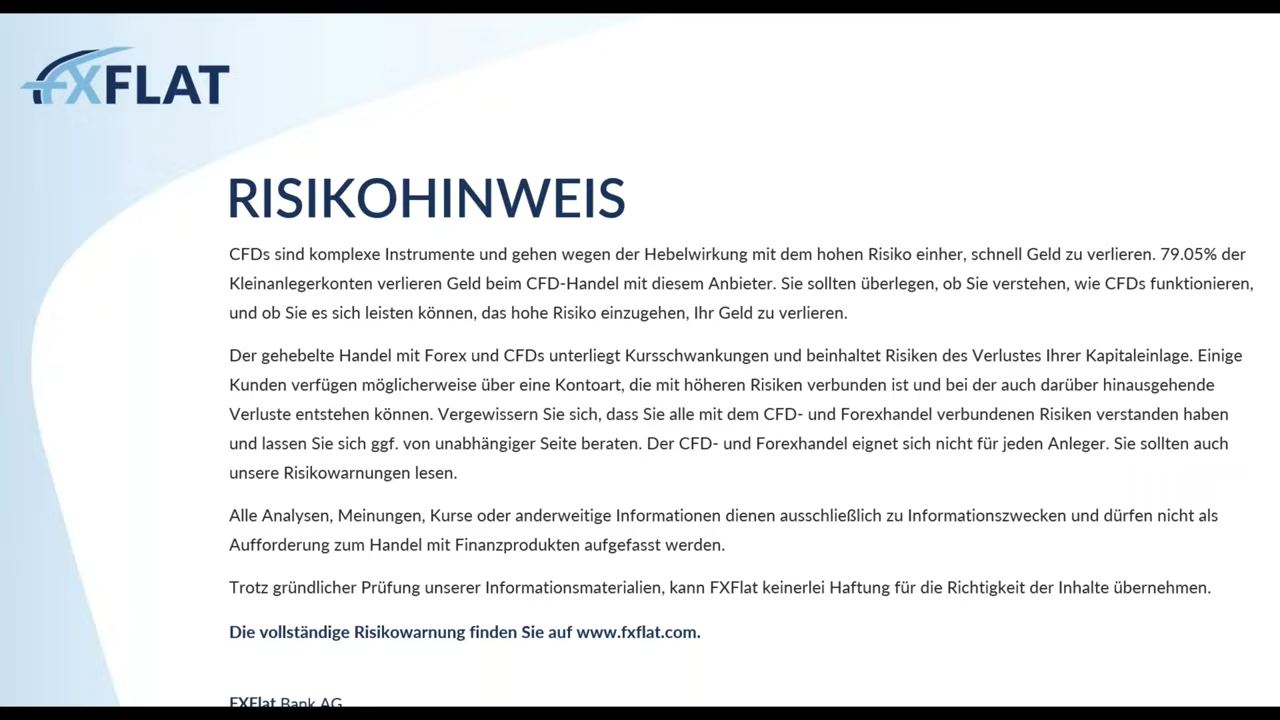 FXFLAT
RISIKOHINWEIS
CFDs sind komplexe Instrumente und gehen wegen der Hebelwirkung mit dem hohen Risiko einher, schnell Geld zu verlieren. 79.05% der
Kleinanlegerkonten verlieren Geld beim CFD-Handel mit diesem Anbieter. Sie sollten überlegen, ob Sie verstehen, wie CFDs funktionieren,
und ob Sie es sich leisten können, das hohe Risiko einzugehen, Ihr Geld zu verlieren.
Der gehebelte Handel mit Forex und CFDs unterliegt Kursschwankungen und beinhaltet Risiken des Verlustes Ihrer Kapitaleinlage. Einige
Kunden verfügen möglicherweise über eine Kontoart, die mit höheren Risiken verbunden ist und bei der auch darüber hinausgehende
Verluste entstehen können. Vergewissern Sie sich, dass Sie alle mit dem CFD- und Forexhandel verbundenen Risiken verstanden haben
und lassen Sie sich ggf. von unabhängiger Seite beraten. Der CFD- und Forexhandel eignet sich nicht für jeden Anleger. Sie sollten auch
unsere Risikowarnungen lesen.
Alle Analysen, Meinungen, Kurse oder anderweitige Informationen dienen ausschließlich zu Informationszwecken und dürfen nicht als
Aufforderung zum Handel mit Finanzprodukten aufgefasst werden.
Trotz gründlicher Prüfung unserer Informationsmaterialien, kann FXFlat keinerlei Haftung für die Richtigkeit der Inhalte übernehmen.
Die vollständige Risikowarnung finden Sie auf www.fxflat.com.
FXFlat Bank AG